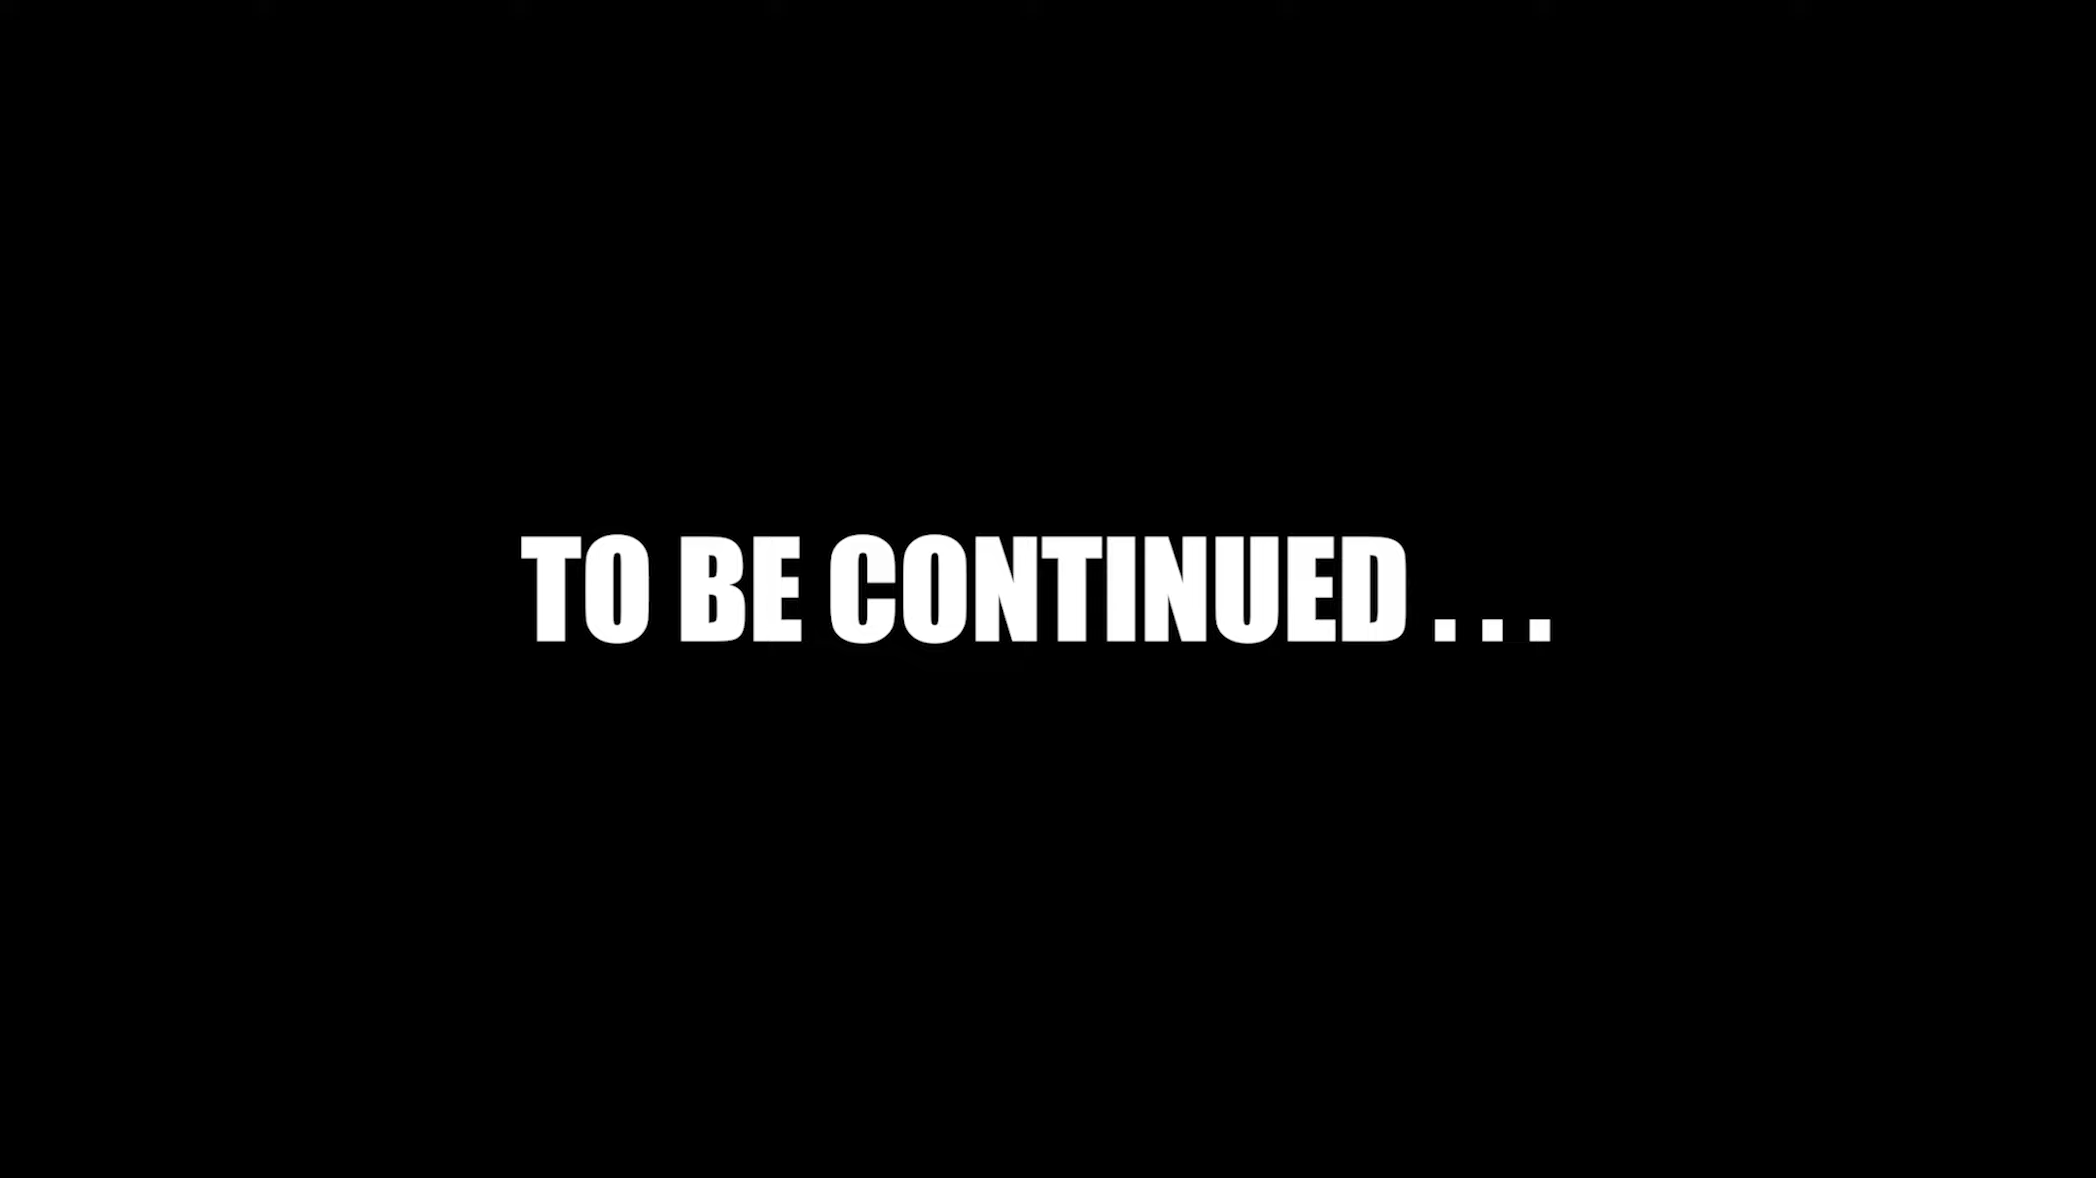 TO BE CONTINUED . . .